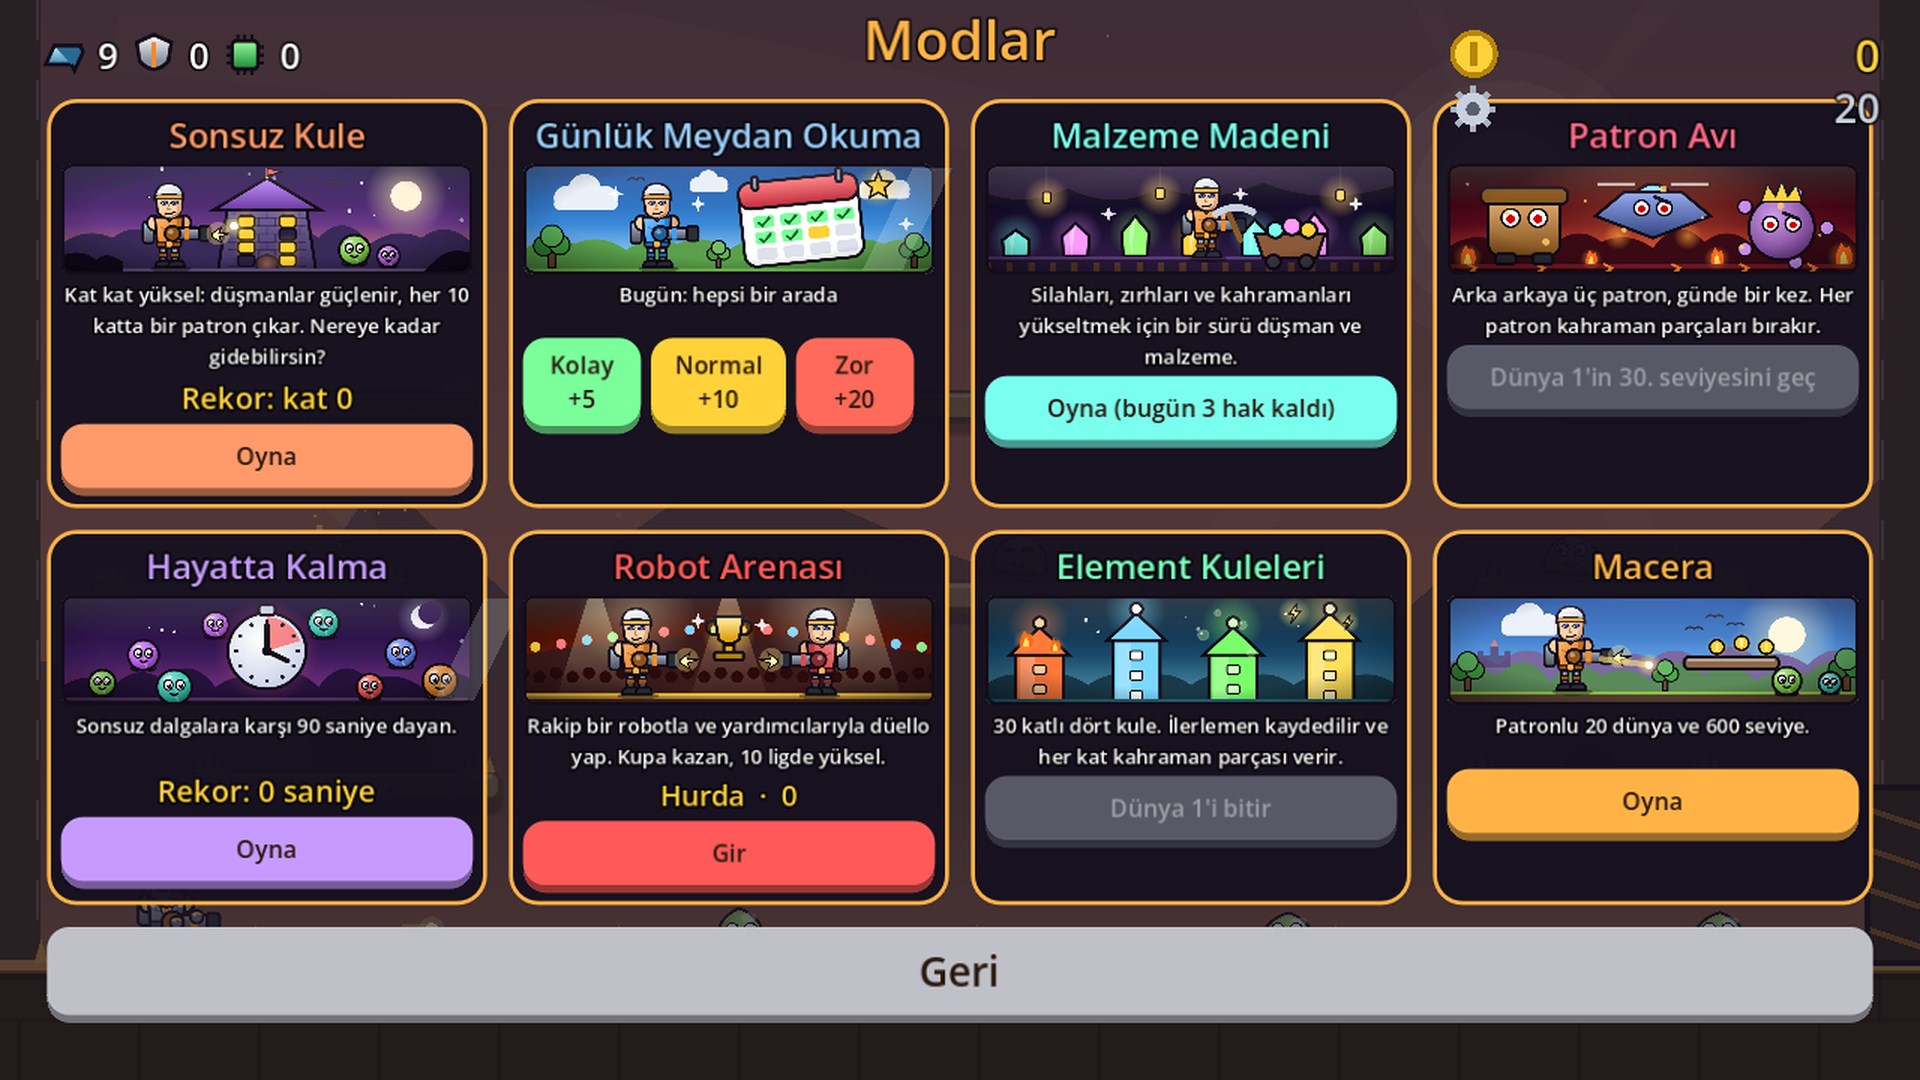 9 0 0
Modlar
0
20
Sonsuz Kule
Kat kat yüksel: düşmanlar güçlenir, her 10
katta bir patron çıkar. Nereye kadar
gidebilirsin?
Rekor: kat 0
Oyna
Günlük Meydan Okuma
Bugün: hepsi bir arada
Kolay
+5
Normal
+10
Zor
+20
Malzeme Madeni
Silahları, zırhları ve kahramanları
yükseltmek için bir sürü düşman ve
malzeme.
Oyna (bugün 3 hak kaldı)
Patron Avı
Arka arkaya üç patron, günde bir kez. Her
patron kahraman parçaları bırakır.
Dünya 1'in 30. seviyesini geç
Hayatta Kalma
Sonsuz dalgalara karşı 90 saniye dayan.
Rekor: 0 saniye
Oyna
Robot Arenası
Rakip bir robotla ve yardımcılarıyla düello
yap. Kupa kazan, 10 ligde yüksel.
Hurda · 0
Gir
Element Kuleleri
30 katlı dört kule. İlerlemen kaydedilir ve
her kat kahraman parçası verir.
Dünya 1'i bitir
Macera
Patronlu 20 dünya ve 600 seviye.
Oyna
Geri